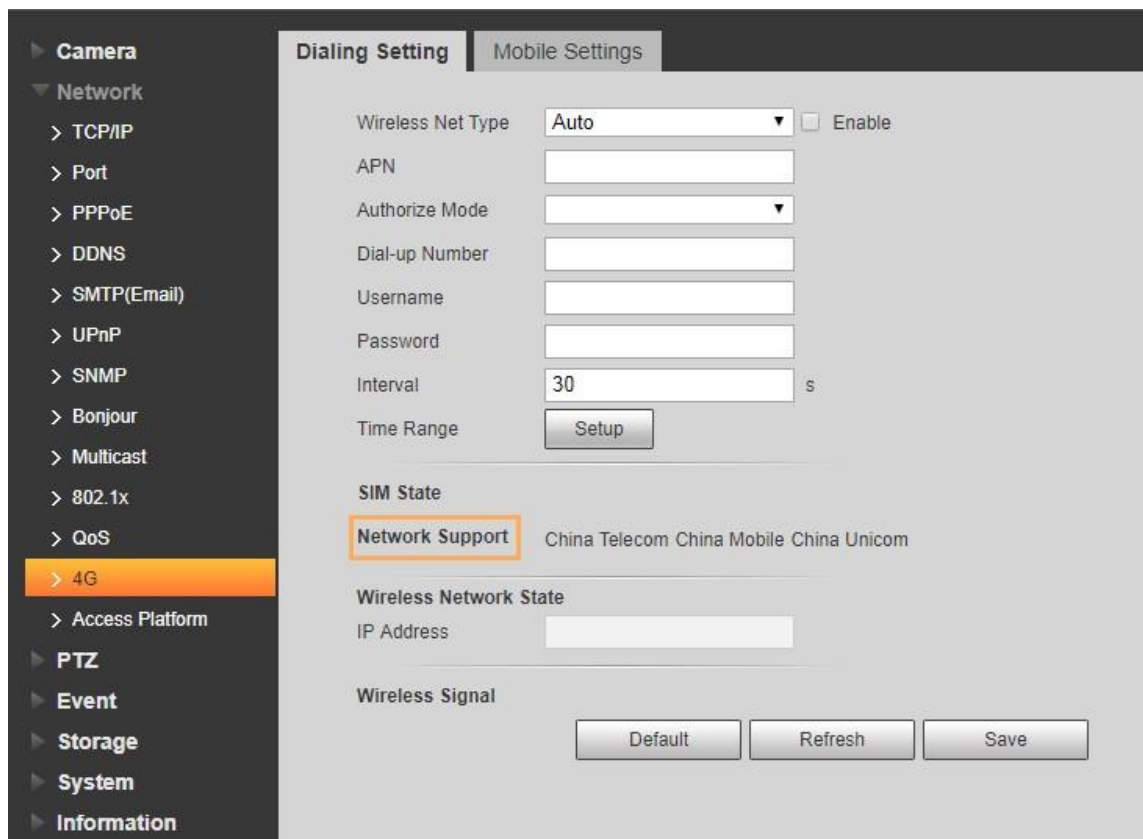 Camera
Network
TCP/IP
Port
PPPoE
DDNS
SMTP(Email)
UPnP
SNMP
Bonjour
Multicast
802.1x
QoS
4G
Access Platform
PTZ
Event
Storage
System
Information
Dialing Setting Mobile Settings
Wireless Net Type Auto Enable
APN
Authorize Mode
Dial-up Number
Username
Password
Interval 30 s
Time Range Setup
SIM State
Network Support China Telecom China Mobile China Unicom
Wireless Network State
IP Address
Wireless Signal
Default Refresh Save